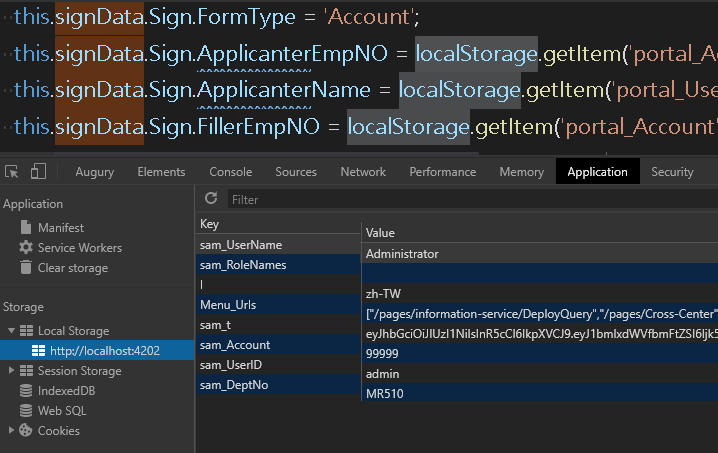 this.signData.Sign.FormType = 'Account';
this.signData.Sign.ApplicanterEmpNO = localStorage.getItem('portal_A
this.signData.Sign.ApplicanterName = localStorage.getItem('portal_Use
this.signData.Sign.FillerEmpNO = localStorage.getItem('portal_Account'
Augury Elements Console Sources Network Performance Memory Application Security
Application
Manifest
Service Workers
Clear storage
Storage
Local Storage
http://localhost:4202
Session Storage
IndexedDB
Web SQL
Cookies
Filter
Key Value
sam_UserName Administrator
sam_RoleNames
l zh-TW
Menu_Urls ["/pages/information-service/DeployQuery","/pages/Cross-Center"
sam_t eyJhbGciOiJIUzI1NiIsInR5cCI6IkpXVCJ9.eyJ1bmlxdWVfbmFtZSI6Ijk5
sam_Account 99999
sam_UserID admin
sam_DeptNo MR510